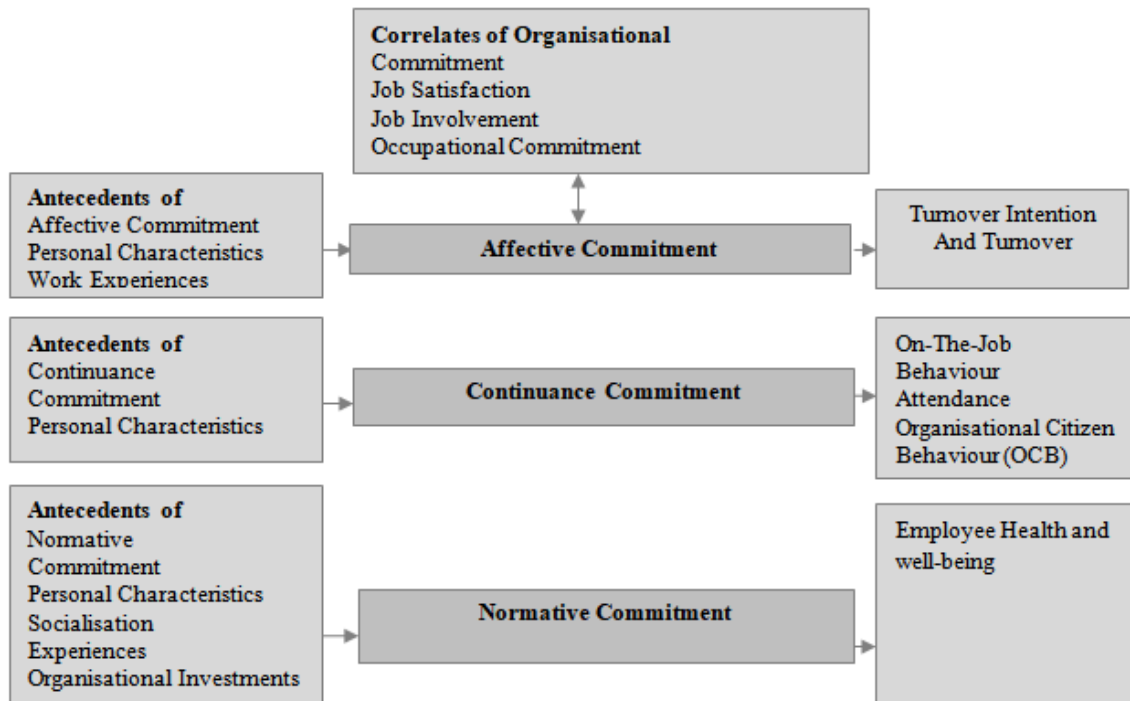 Correlates of Organisational
Commitment
Job Satisfaction
Job Involvement
Occupational Commitment
Antecedents of
Affective Commitment
Personal Characteristics
Work Experiences
Affective Commitment
Turnover Intention
And Turnover
Antecedents of
Continuance
Commitment
Personal Characteristics
Continuance Commitment
On-The-Job
Behaviour
Attendance
Organisational Citizen
Behaviour (OCB)
Antecedents of
Normative
Commitment
Personal Characteristics
Socialisation
Experiences
Organisational Investments
Normative Commitment
Employee Health and
well-being